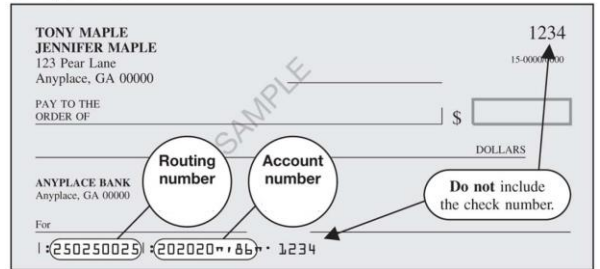 TONY MAPLE
JENNIFER MAPLE
123 Pear Lane
Anyplace, GA 00000
1234
15-0000/0000
SAMPLE
PAY TO THE
ORDER OF
$
DOLLARS
Routing
number
Account
number
ANYPLACE BANK
Anyplace, GA 00000
Do not include
the check number.
For
|:250250025|:202020"'86"' 1234